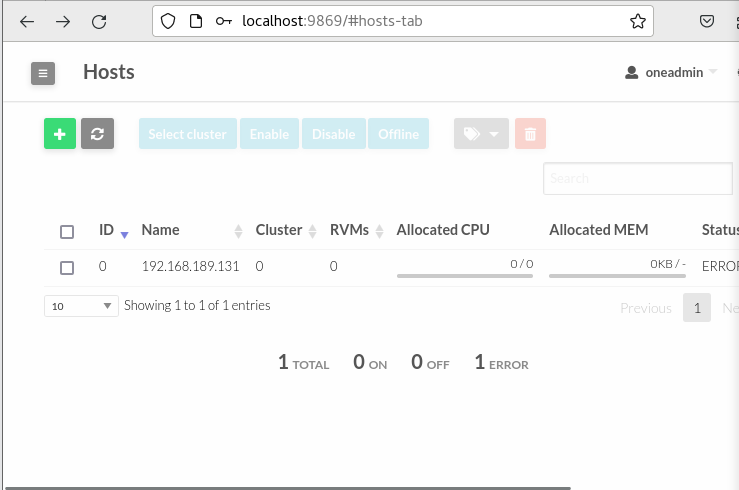 localhost:9869/#hosts-tab
Hosts
oneadmin
Select cluster Enable Disable Offline
Search
ID Name Cluster RVMs Allocated CPU Allocated MEM Status
0 192.168.189.131 0 0 0 / 0 0KB / - ERROR
10 Showing 1 to 1 of 1 entries
Previous 1
1 TOTAL 0 ON 0 OFF 1 ERROR